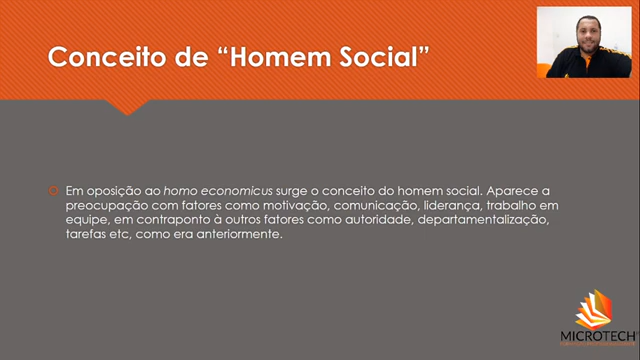 Conceito de “Homem Social”
Em oposição ao homo economicus surge o conceito do homem social. Aparece a
preocupação com fatores como motivação, comunicação, liderança, trabalho em
equipe, em contraponto à outros fatores como autoridade, departamentalização,
tarefas etc, como era anteriormente.
MICROTECH